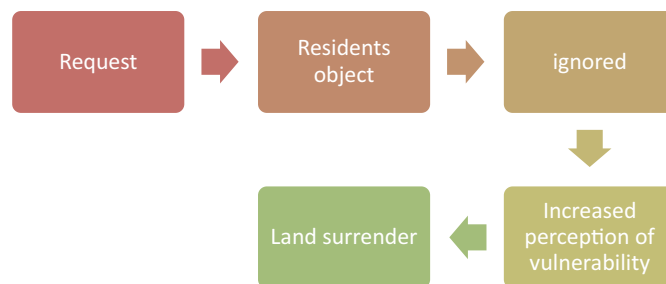 Request
Residents
object
ignored
Increased
perception of
vulnerability
Land surrender